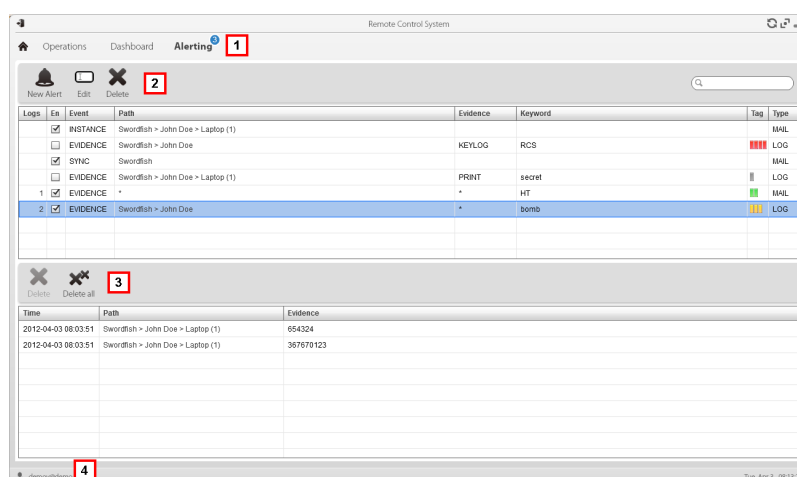 Remote Control System
Operations Dashboard Alerting 3 1
New Alert Edit Delete 2
Logs En Event Path Evidence Keyword Tag Type
INSTANCE Swordfish > John Doe > Laptop (1) MAIL
EVIDENCE Swordfish > John Doe KEYLOG RCS LOG
SYNC Swordfish MAIL
EVIDENCE Swordfish > John Doe > Laptop (1) PRINT secret LOG
1 EVIDENCE * * HT MAIL
2 EVIDENCE Swordfish > John Doe * bomb LOG
Delete Delete all 3
Time Path Evidence
2012-04-03 08:03:51 Swordfish > John Doe > Laptop (1) 654324
2012-04-03 08:03:51 Swordfish > John Doe > Laptop (1) 367670123
4